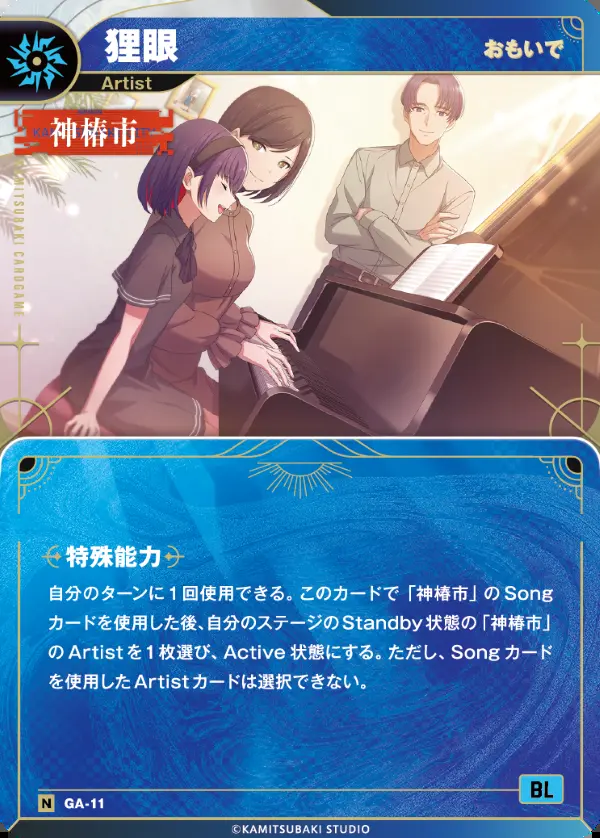 狸眼
おもいで
Artist
神椿市
KAMITSUBAKI CARDGAME
特殊能力
自分のターンに1回使用できる。このカードで「神椿市」のSong
カードを使用した後、自分のステージのStandby状態の「神椿市」
のArtistを1枚選び、Active状態にする。ただし、Songカード
を使用したArtistカードは選択できない。
BL
N GA-11
©KAMITSUBAKI STUDIO